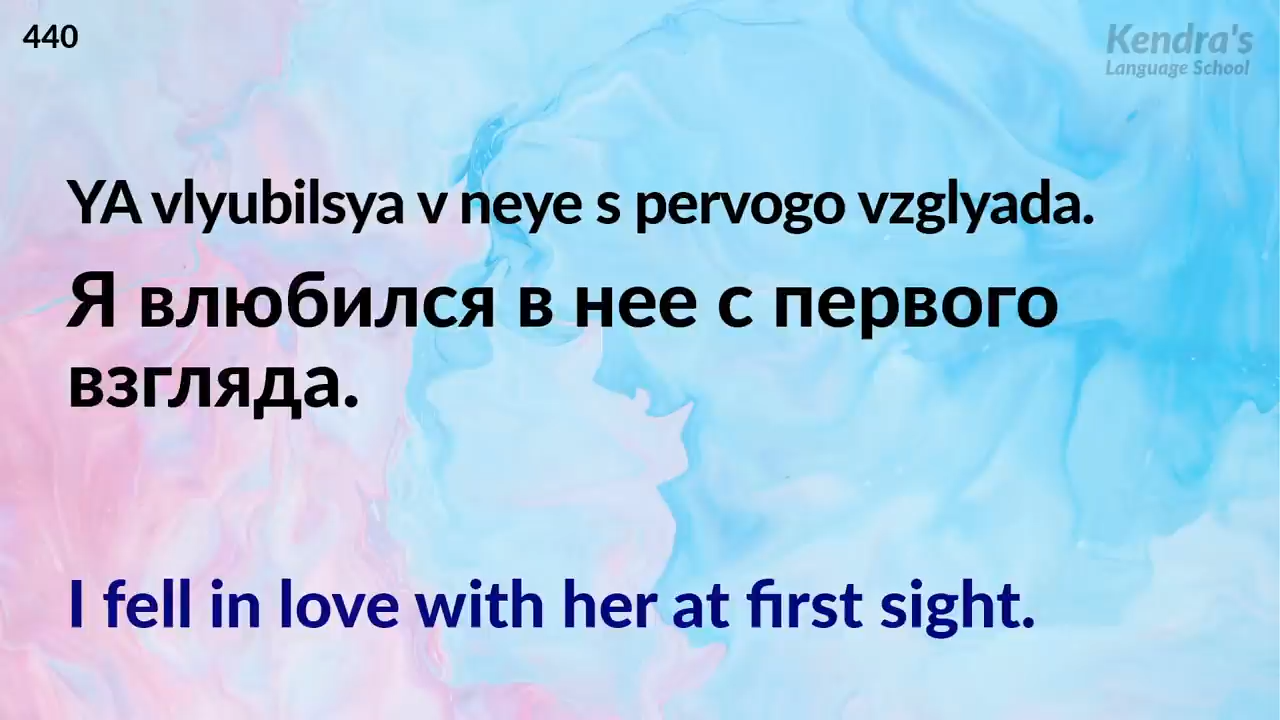 440
Kendra's
Language School
YA vlyubilsya v neye s pervogo vzglyada.
Я влюбился в нее с первого
взгляда.
I fell in love with her at first sight.